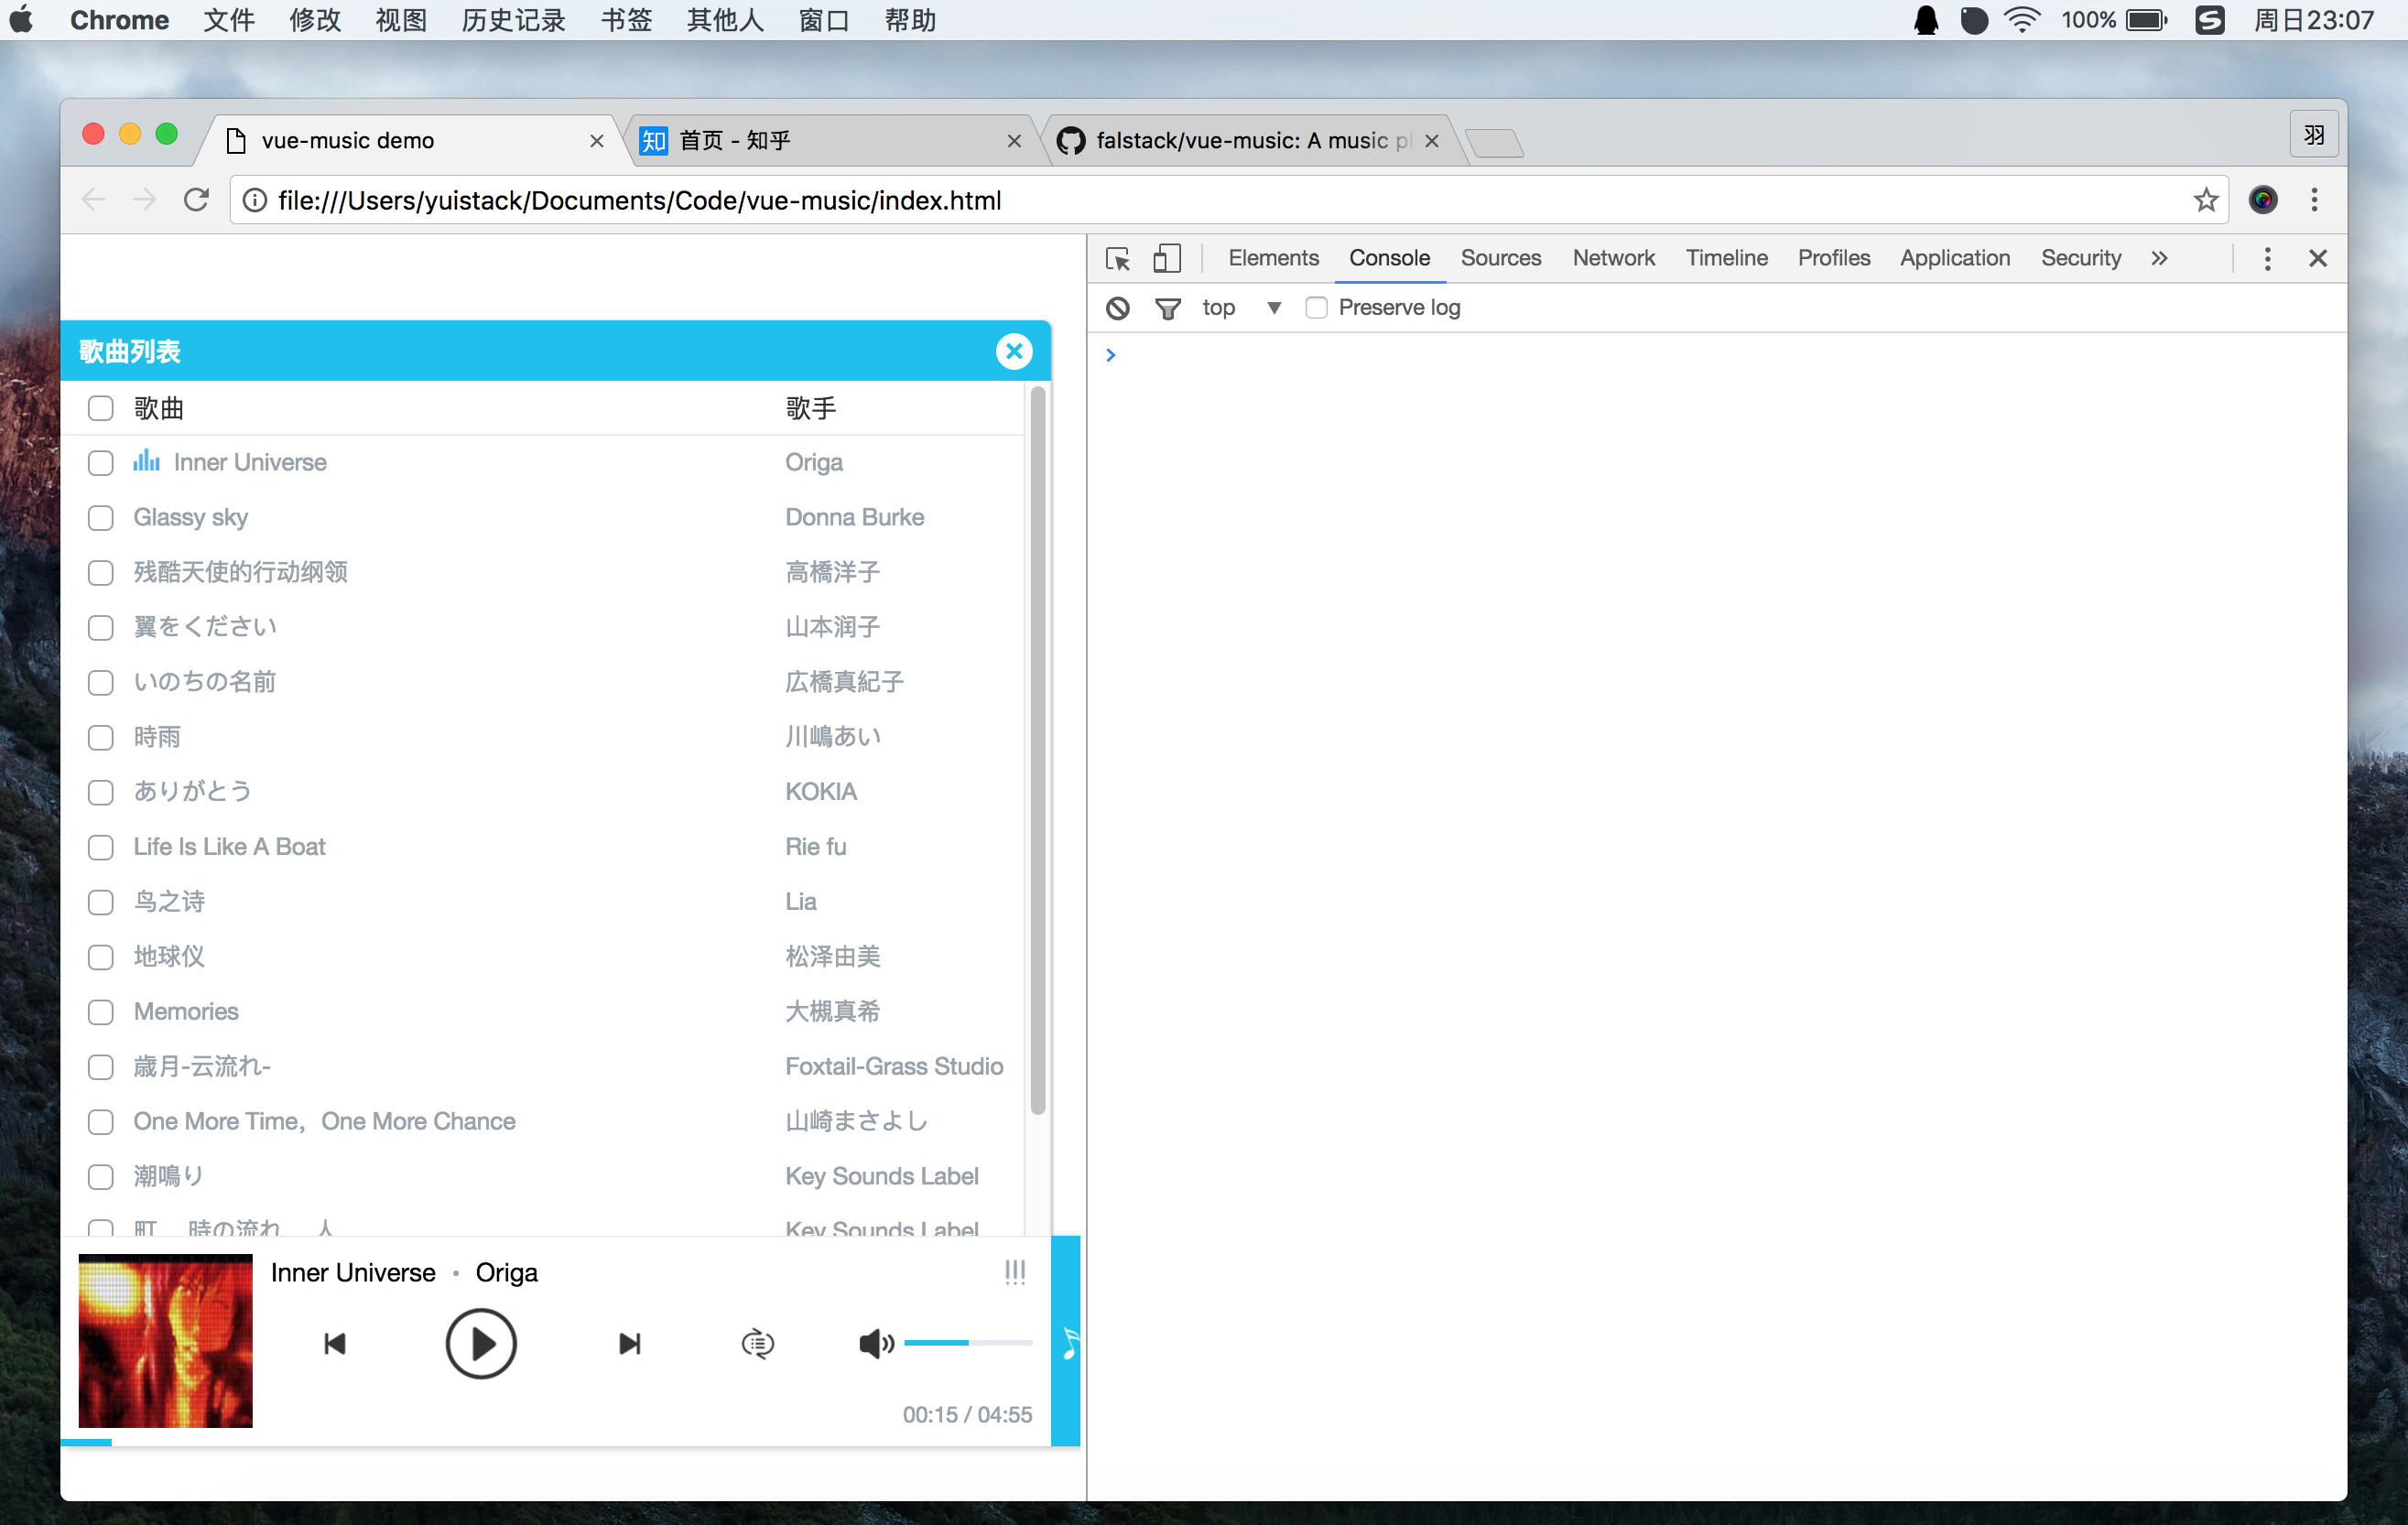 Chrome 文件 修改 视图 历史记录 书签 其他人 窗口 帮助 100% 周日23:07
vue-music demo 首页 - 知乎 falstack/vue-music: A music pl 羽
file:///Users/yuistack/Documents/Code/vue-music/index.html
Elements Console Sources Network Timeline Profiles Application Security
top Preserve log
歌曲列表
歌曲 歌手
Inner Universe Origa
Glassy sky Donna Burke
残酷天使的行动纲领 高橋洋子
翼をください 山本润子
いのちの名前 広橋真紀子
時雨 川嶋あい
ありがとう KOKIA
Life Is Like A Boat Rie fu
鸟之诗 Lia
地球仪 松泽由美
Memories 大槻真希
歳月-云流れ- Foxtail-Grass Studio
One More Time，One More Chance 山崎まさよし
潮鳴り Key Sounds Label
町 時の流れ 人 Key Sounds Label
Inner Universe • Origa
00:15 / 04:55